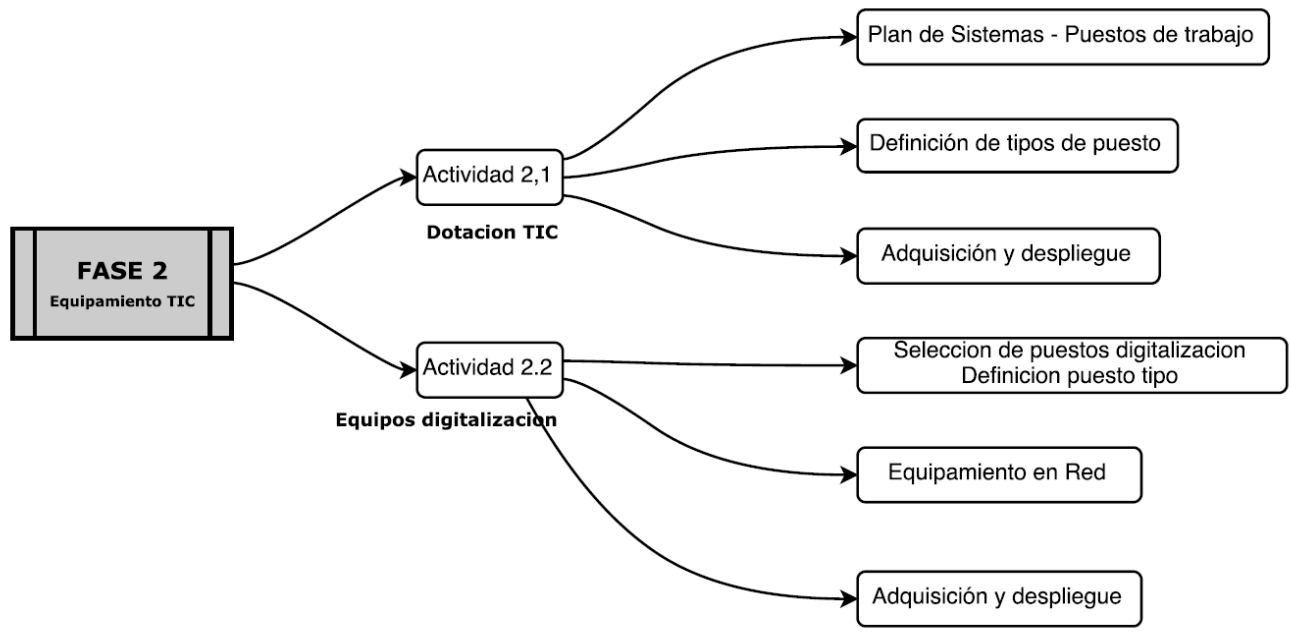 FASE 2
Equipamiento TIC
Actividad 2,1
Dotacion TIC
Plan de Sistemas - Puestos de trabajo
Definición de tipos de puesto
Adquisición y despliegue
Actividad 2.2
Equipos digitalizacion
Seleccion de puestos digitalizacion
Definicion puesto tipo
Equipamiento en Red
Adquisición y despliegue